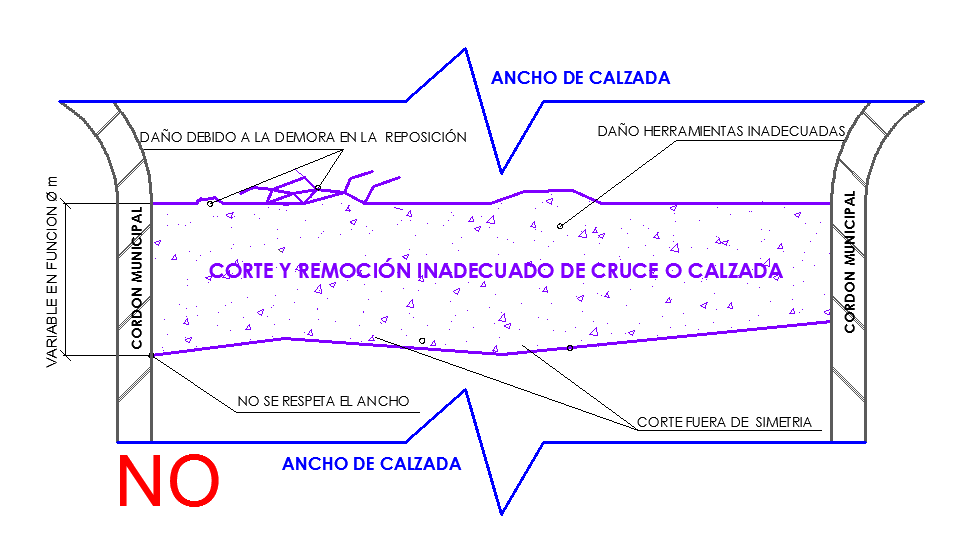 ANCHO DE CALZADA
DAÑO DEBIDO A LA DEMORA EN LA REPOSICIÓN
DAÑO HERRAMIENTAS INADECUADAS
VARIABLE EN FUNCION Ø m
CORDON MUNICIPAL
CORTE Y REMOCIÓN INADECUADO DE CRUCE O CALZADA
CORDON MUNICIPAL
NO SE RESPETA EL ANCHO
CORTE FUERA DE SIMETRIA
ANCHO DE CALZADA
NO